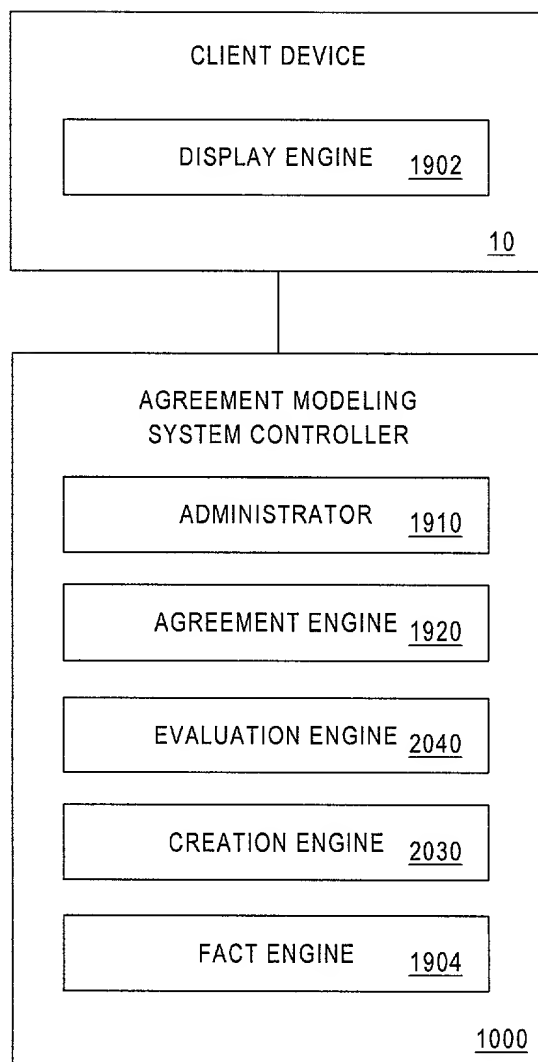 CLIENT DEVICE
DISPLAY ENGINE 1902
10
AGREEMENT MODELING
SYSTEM CONTROLLER
ADMINISTRATOR 1910
AGREEMENT ENGINE 1920
EVALUATION ENGINE 2040
CREATION ENGINE 2030
FACT ENGINE 1904
1000